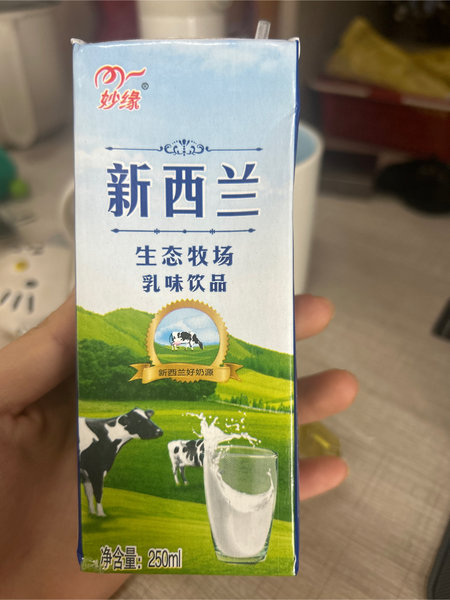 妙缘®
新西兰
生态牧场
乳味饮品
新西兰好奶源
净含量: 250ml